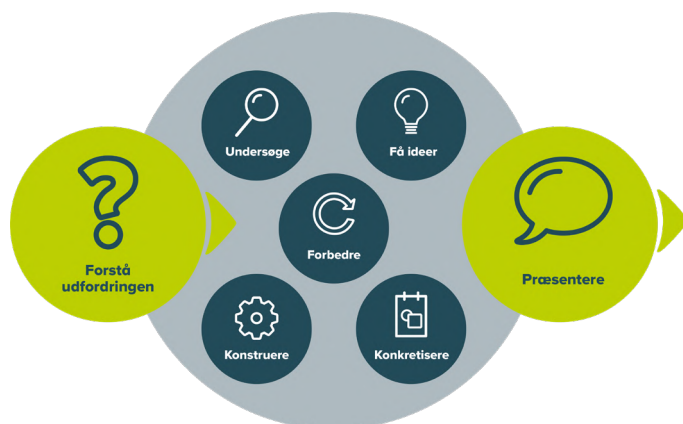 Undersøge
Få ideer
Forstå
udfordringen
Forbedre
Præsentere
Konstruere
Konkretisere